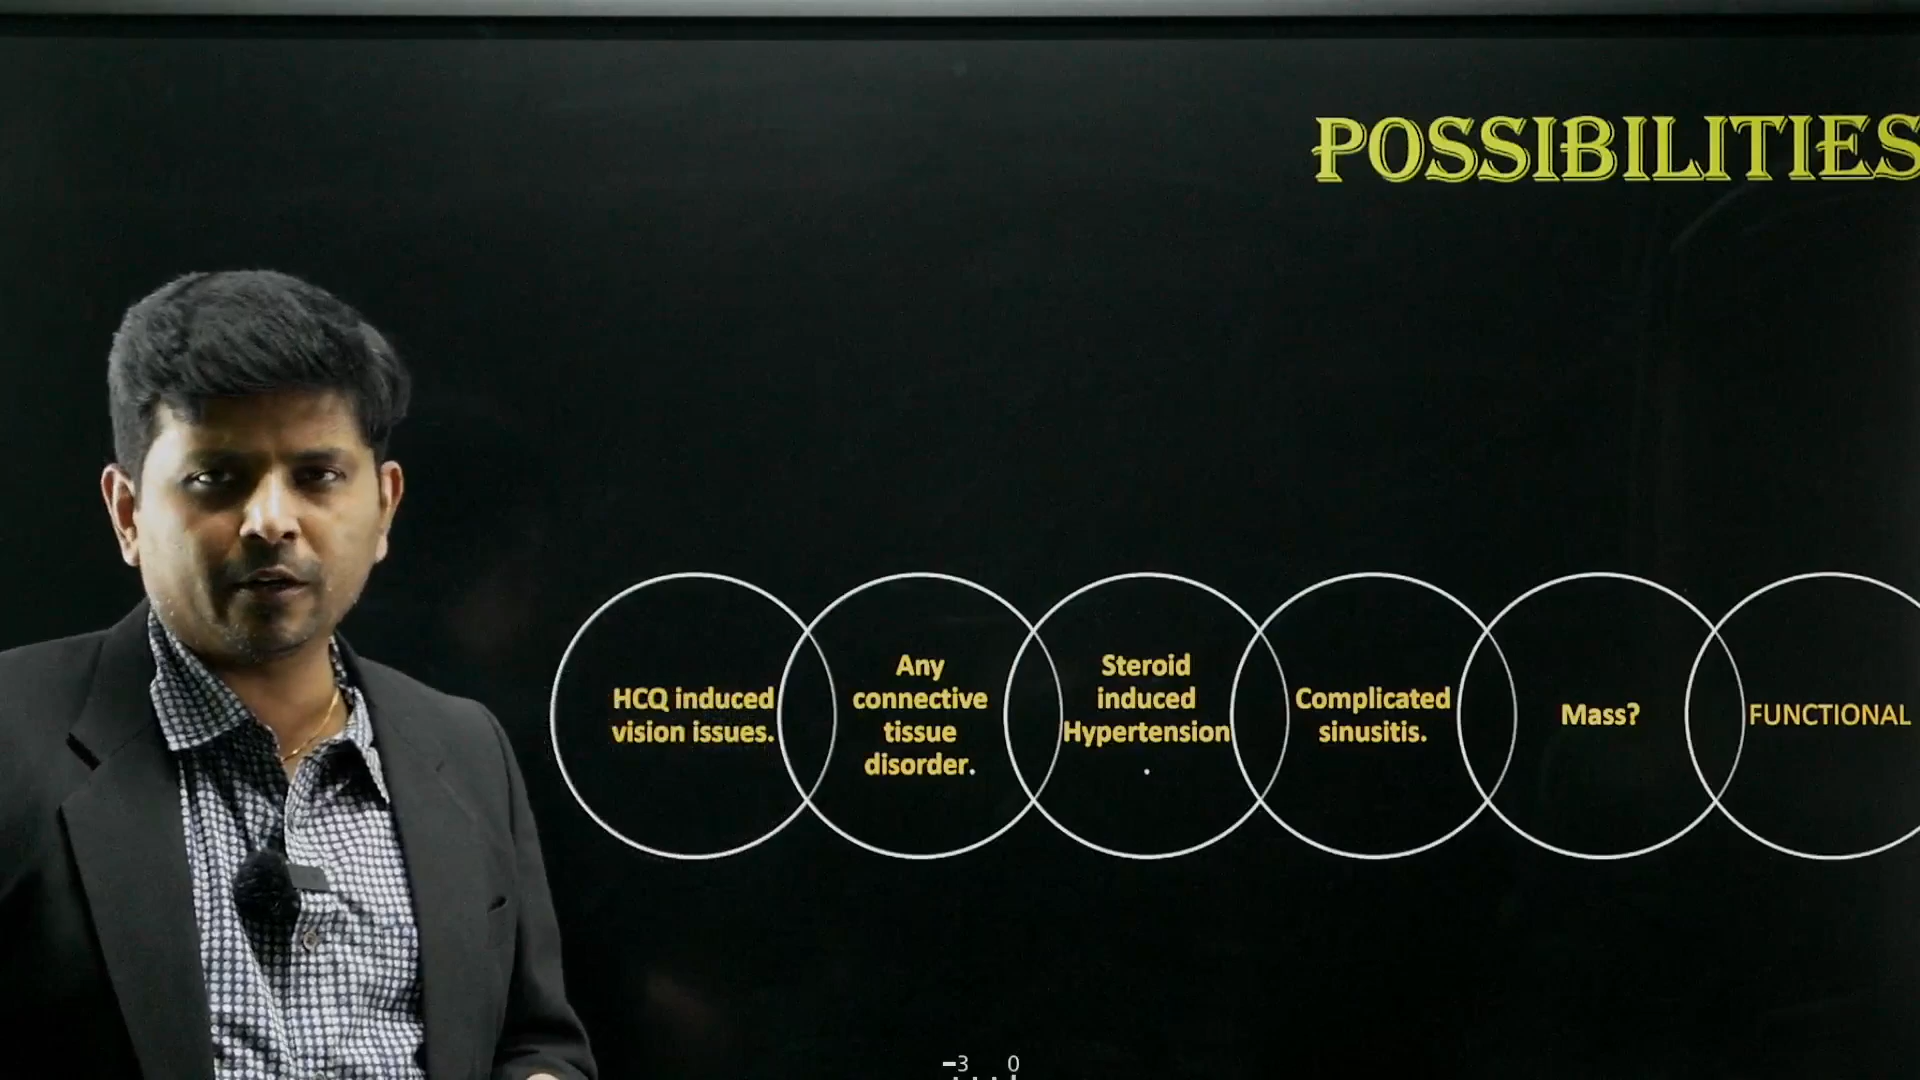 POSSIBILITIES
HCQ induced
vision issues.
Any
connective
tissue
disorder.
Steroid
induced
Hypertension
.
Complicated
sinusitis.
Mass?
FUNCTIONAL
-3 0